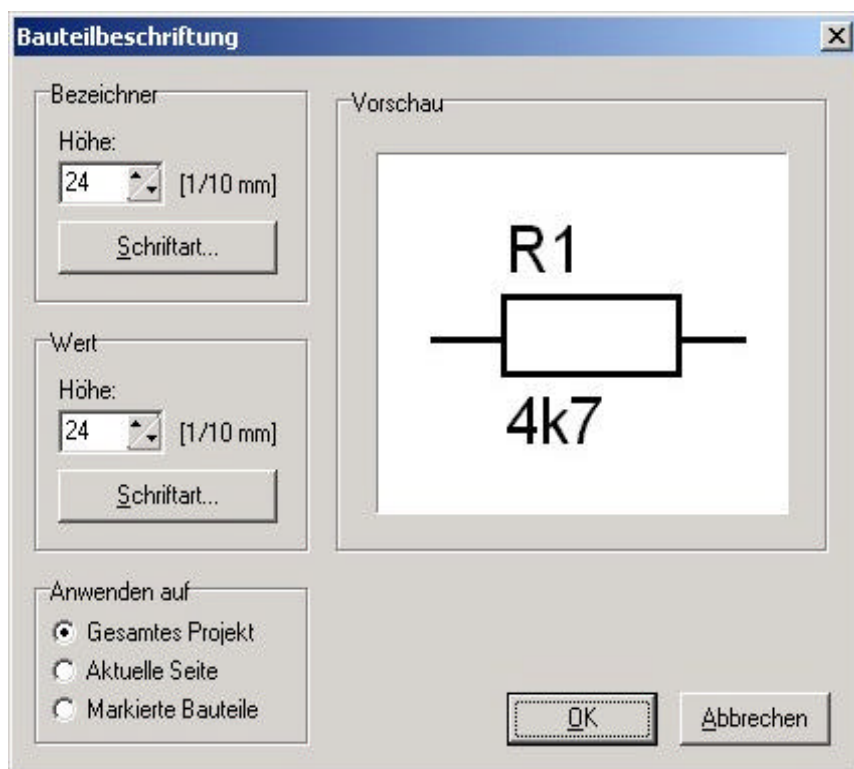 Bauteilbeschriftung
Bezeichner
Höhe:
24 [1/10 mm]
Schriftart...
Wert
Höhe:
24 [1/10 mm]
Schriftart...
Anwenden auf
Gesamtes Projekt
Aktuelle Seite
Markierte Bauteile
Vorschau
R1
4k7
OK
Abbrechen